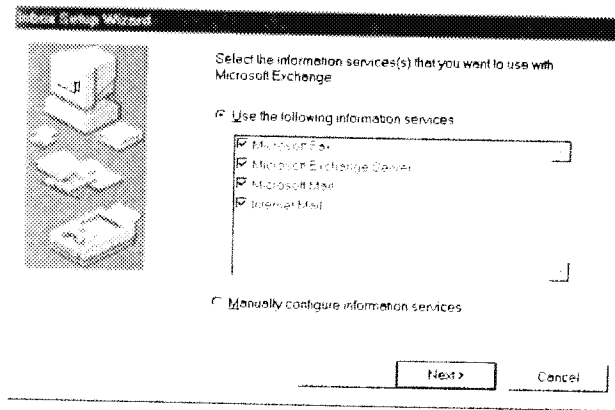 Inbox Setup Wizard
Select the information services(s) that you want to use with
Microsoft Exchange
Use the following information services
Microsoft Fax
Microsoft Exchange Server
Microsoft Mail
Internet Mail
Manually configure information services
Next >
Cancel